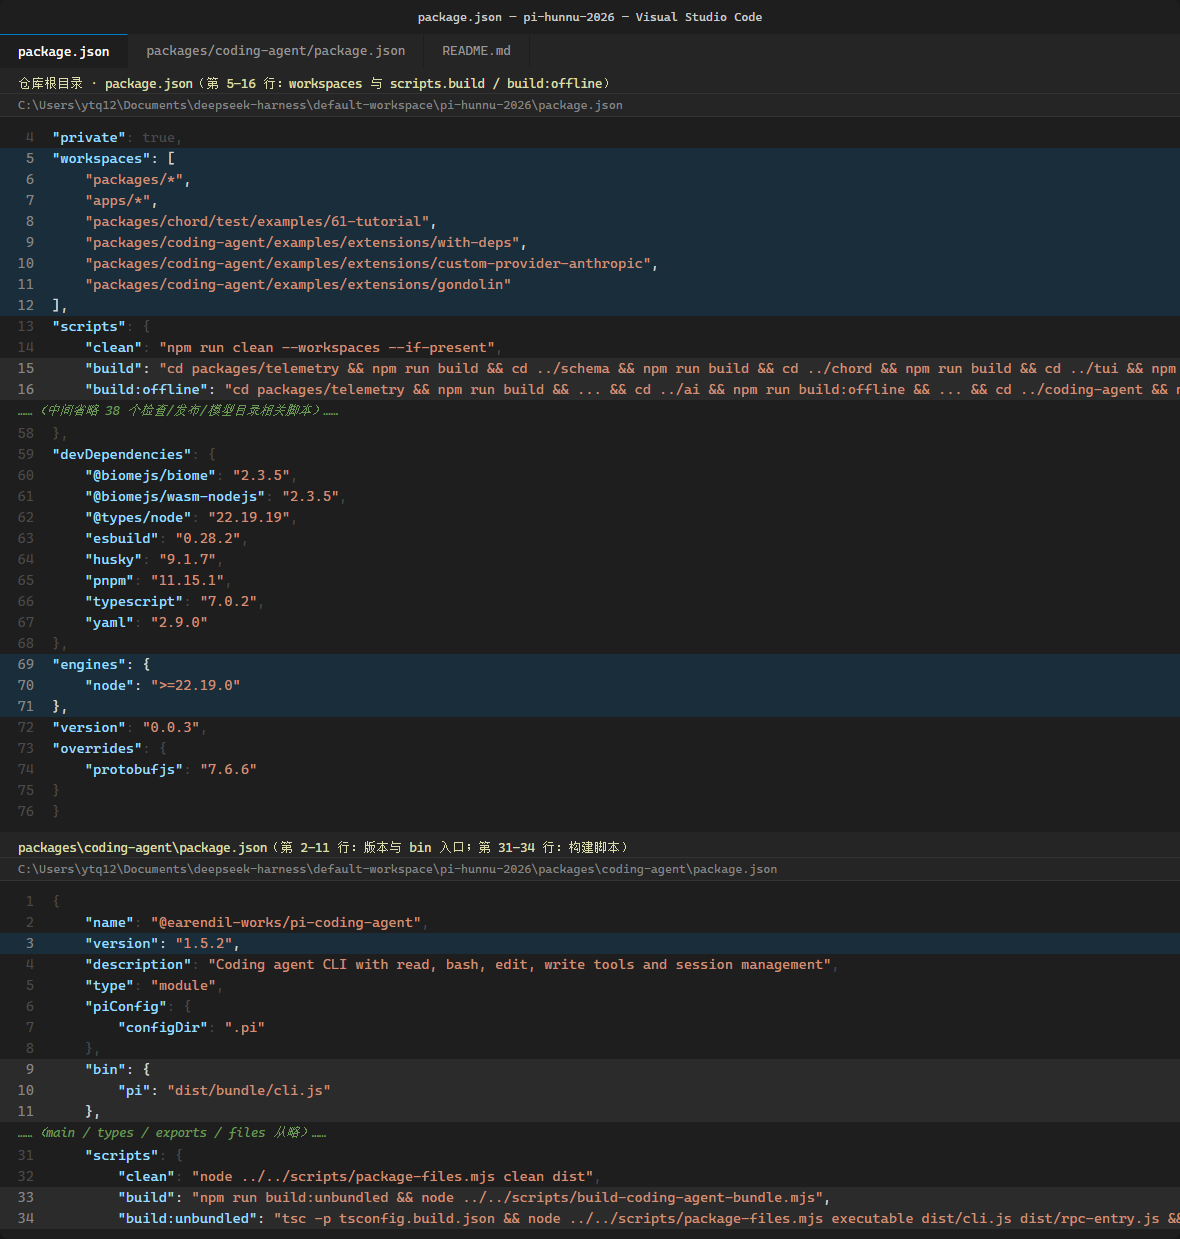 package.json — pi-hunnu-2026 — Visual Studio Code
package.json packages/coding-agent/package.json README.md
仓库根目录 · package.json（第 5–16 行：workspaces 与 scripts.build / build:offline）
C:\Users\ytq12\Documents\deepseek-harness\default-workspace\pi-hunnu-2026\package.json
4 "private": true,
5 "workspaces": [
6 "packages/*",
7 "apps/*",
8 "packages/chord/test/examples/61-tutorial",
9 "packages/coding-agent/examples/extensions/with-deps",
10 "packages/coding-agent/examples/extensions/custom-provider-anthropic",
11 "packages/coding-agent/examples/extensions/gondolin"
12 ],
13 "scripts": {
14 "clean": "npm run clean --workspaces --if-present",
15 "build": "cd packages/telemetry && npm run build && cd ../schema && npm run build && cd ../chord && npm run build && cd ../tui && npm
16 "build:offline": "cd packages/telemetry && npm run build && ... && cd ../ai && npm run build:offline && ... && cd ../coding-agent &&
……（中间省略 38 个检查/发布/模型目录相关脚本）……
58 },
59 "devDependencies": {
60 "@biomejs/biome": "2.3.5",
61 "@biomejs/wasm-nodejs": "2.3.5",
62 "@types/node": "22.19.19",
63 "esbuild": "0.28.2",
64 "husky": "9.1.7",
65 "pnpm": "11.15.1",
66 "typescript": "7.0.2",
67 "yaml": "2.9.0"
68 },
69 "engines": {
70 "node": ">=22.19.0"
71 },
72 "version": "0.0.3",
73 "overrides": {
74 "protobufjs": "7.6.6"
75 }
76 }
packages\coding-agent\package.json（第 2–11 行：版本与 bin 入口；第 31–34 行：构建脚本）
C:\Users\ytq12\Documents\deepseek-harness\default-workspace\pi-hunnu-2026\packages\coding-agent\package.json
1 {
2 "name": "@earendil-works/pi-coding-agent",
3 "version": "1.5.2",
4 "description": "Coding agent CLI with read, bash, edit, write tools and session management",
5 "type": "module",
6 "piConfig": {
7 "configDir": ".pi"
8 },
9 "bin": {
10 "pi": "dist/bundle/cli.js"
11 },
……（main / types / exports / files 从略）……
31 "scripts": {
32 "clean": "node ../../scripts/package-files.mjs clean dist",
33 "build": "npm run build:unbundled && node ../../scripts/build-coding-agent-bundle.mjs",
34 "build:unbundled": "tsc -p tsconfig.build.json && node ../../scripts/package-files.mjs executable dist/cli.js dist/rpc-entry.js &&